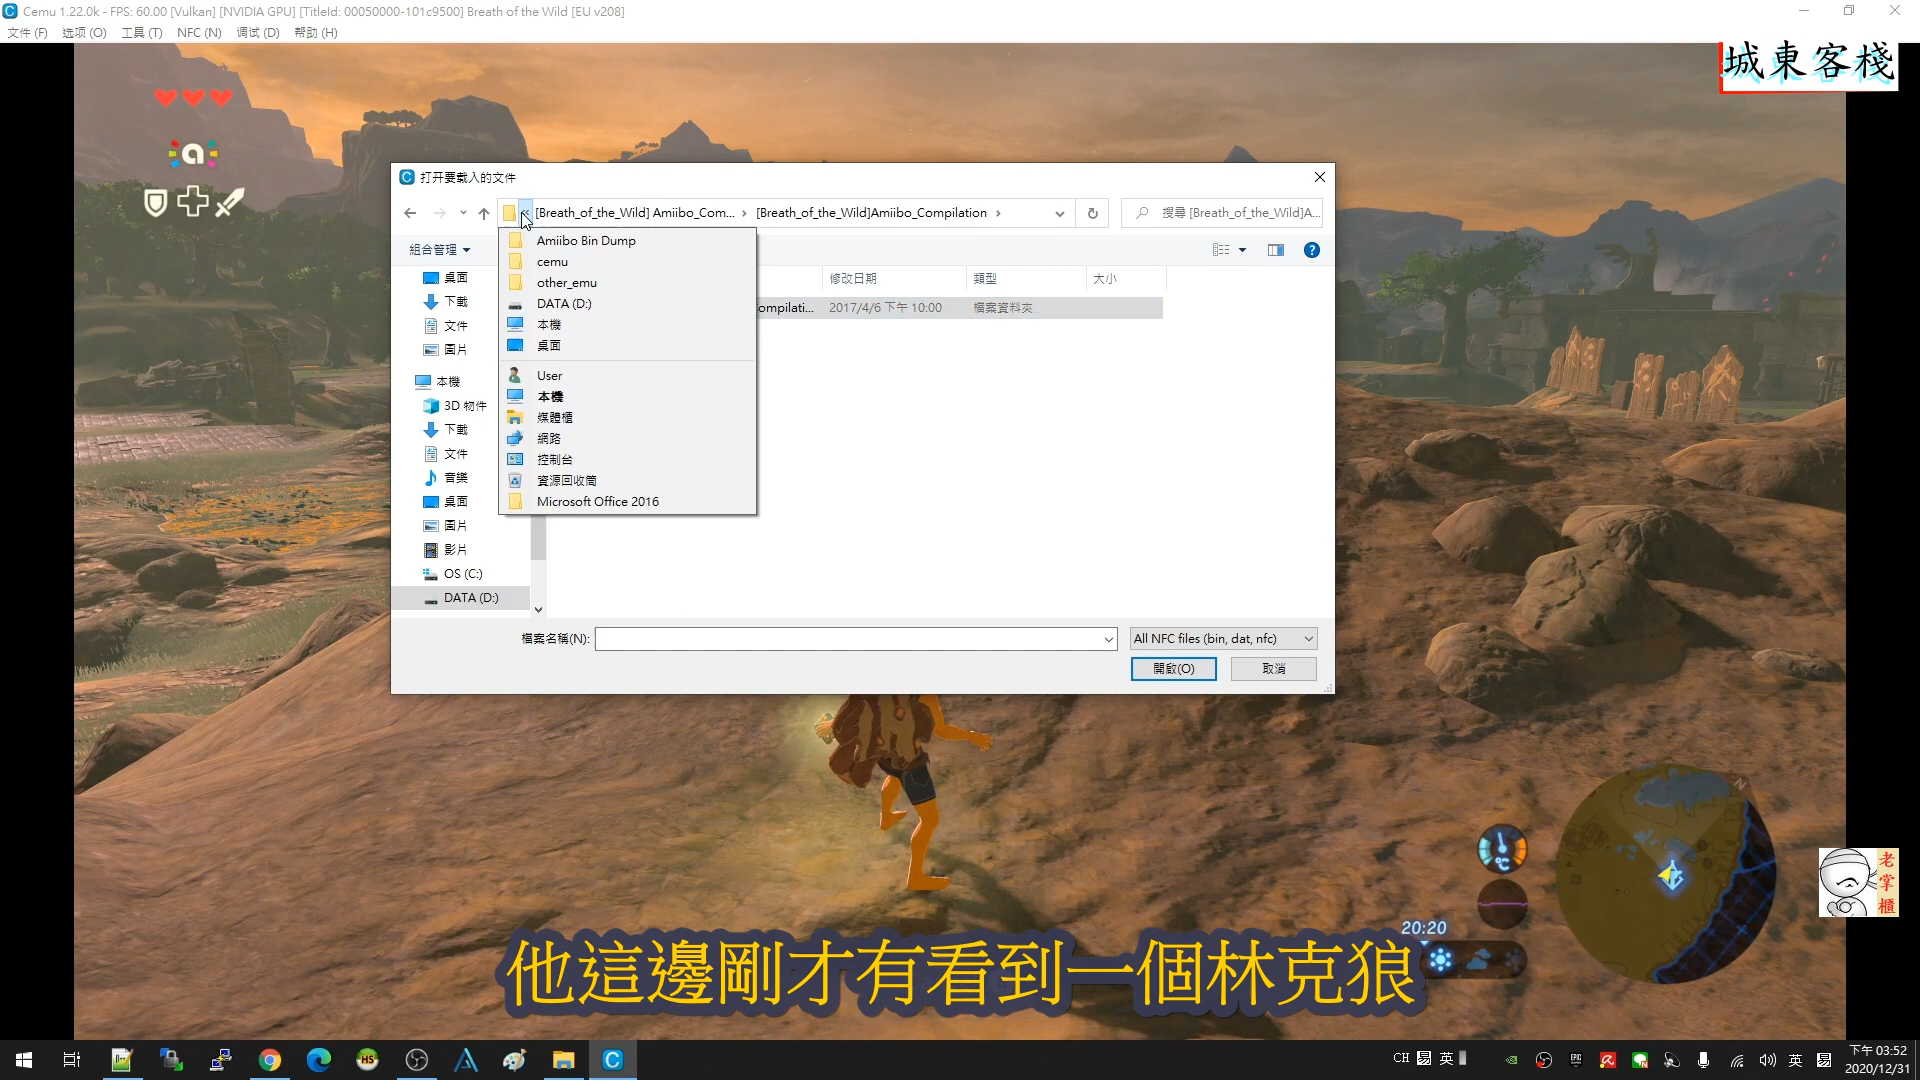 Cemu 1.22.0k - FPS: 60.00 [Vulkan] [NVIDIA GPU] [TitleId: 00050000-101c9500] Breath of the Wild [EU v208]
文件 (F) 选项 (O) 工具 (T) NFC (N) 调试 (D) 帮助 (H)
城東客棧
打开要载入的文件
« [Breath_of_the_Wild] Amiibo_Com... › [Breath_of_the_Wild]Amiibo_Compilation ›
搜尋 [Breath_of_the_Wild]A...
組合管理
Amiibo Bin Dump
cemu
other_emu
DATA (D:)
本機
桌面
User
本機
媒體櫃
網路
控制台
資源回收筒
Microsoft Office 2016
修改日期 類型 大小
ompilati... 2017/4/6 下午 10:00 檔案資料夾
桌面
下載
文件
圖片
本機
3D 物件
下載
文件
音樂
桌面
圖片
影片
OS (C:)
DATA (D:)
檔案名稱(N):
All NFC files (bin, dat, nfc)
開啟(O) 取消
N
°C
20:20
老掌櫃
他這邊剛才有看到一個林克狼
HS
CH 易 英
英
下午 03:52
2020/12/31